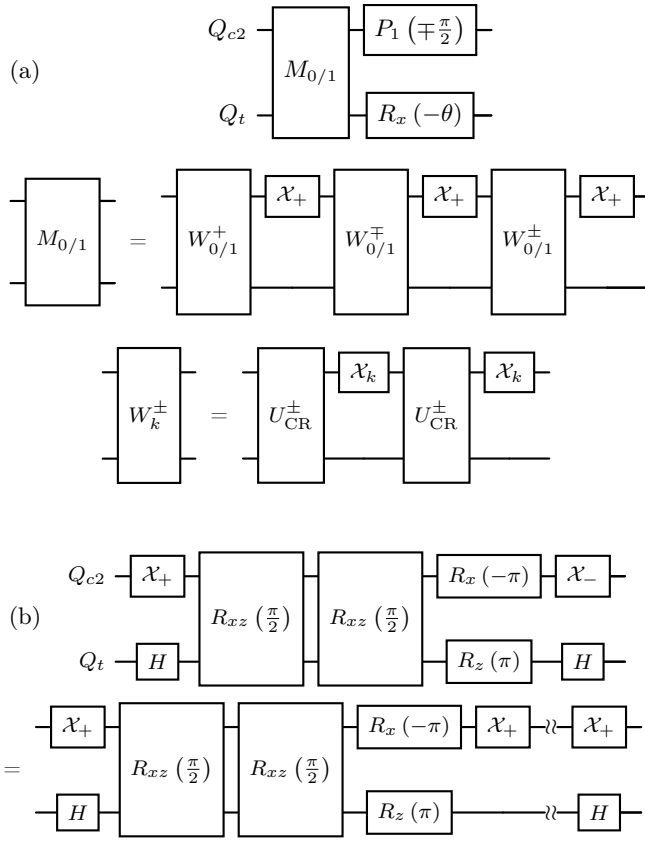 Q_{c2} M_{0/1} P_1 (∓π/2)
(a)
Q_t R_x (−θ)
M_{0/1} = W^+_{0/1} 𝒳_+ W^∓_{0/1} 𝒳_+ W^±_{0/1} 𝒳_+
W^±_k = U^±_{CR} 𝒳_k U^±_{CR} 𝒳_k
Q_{c2} 𝒳_+ R_{xz} (π/2) R_{xz} (π/2) R_x (−π) 𝒳_−
(b)
Q_t H R_z (π) H
𝒳_+ R_{xz} (π/2) R_{xz} (π/2) R_x (−π) 𝒳_+ ≈ 𝒳_+
=
H R_z (π) ≈ H